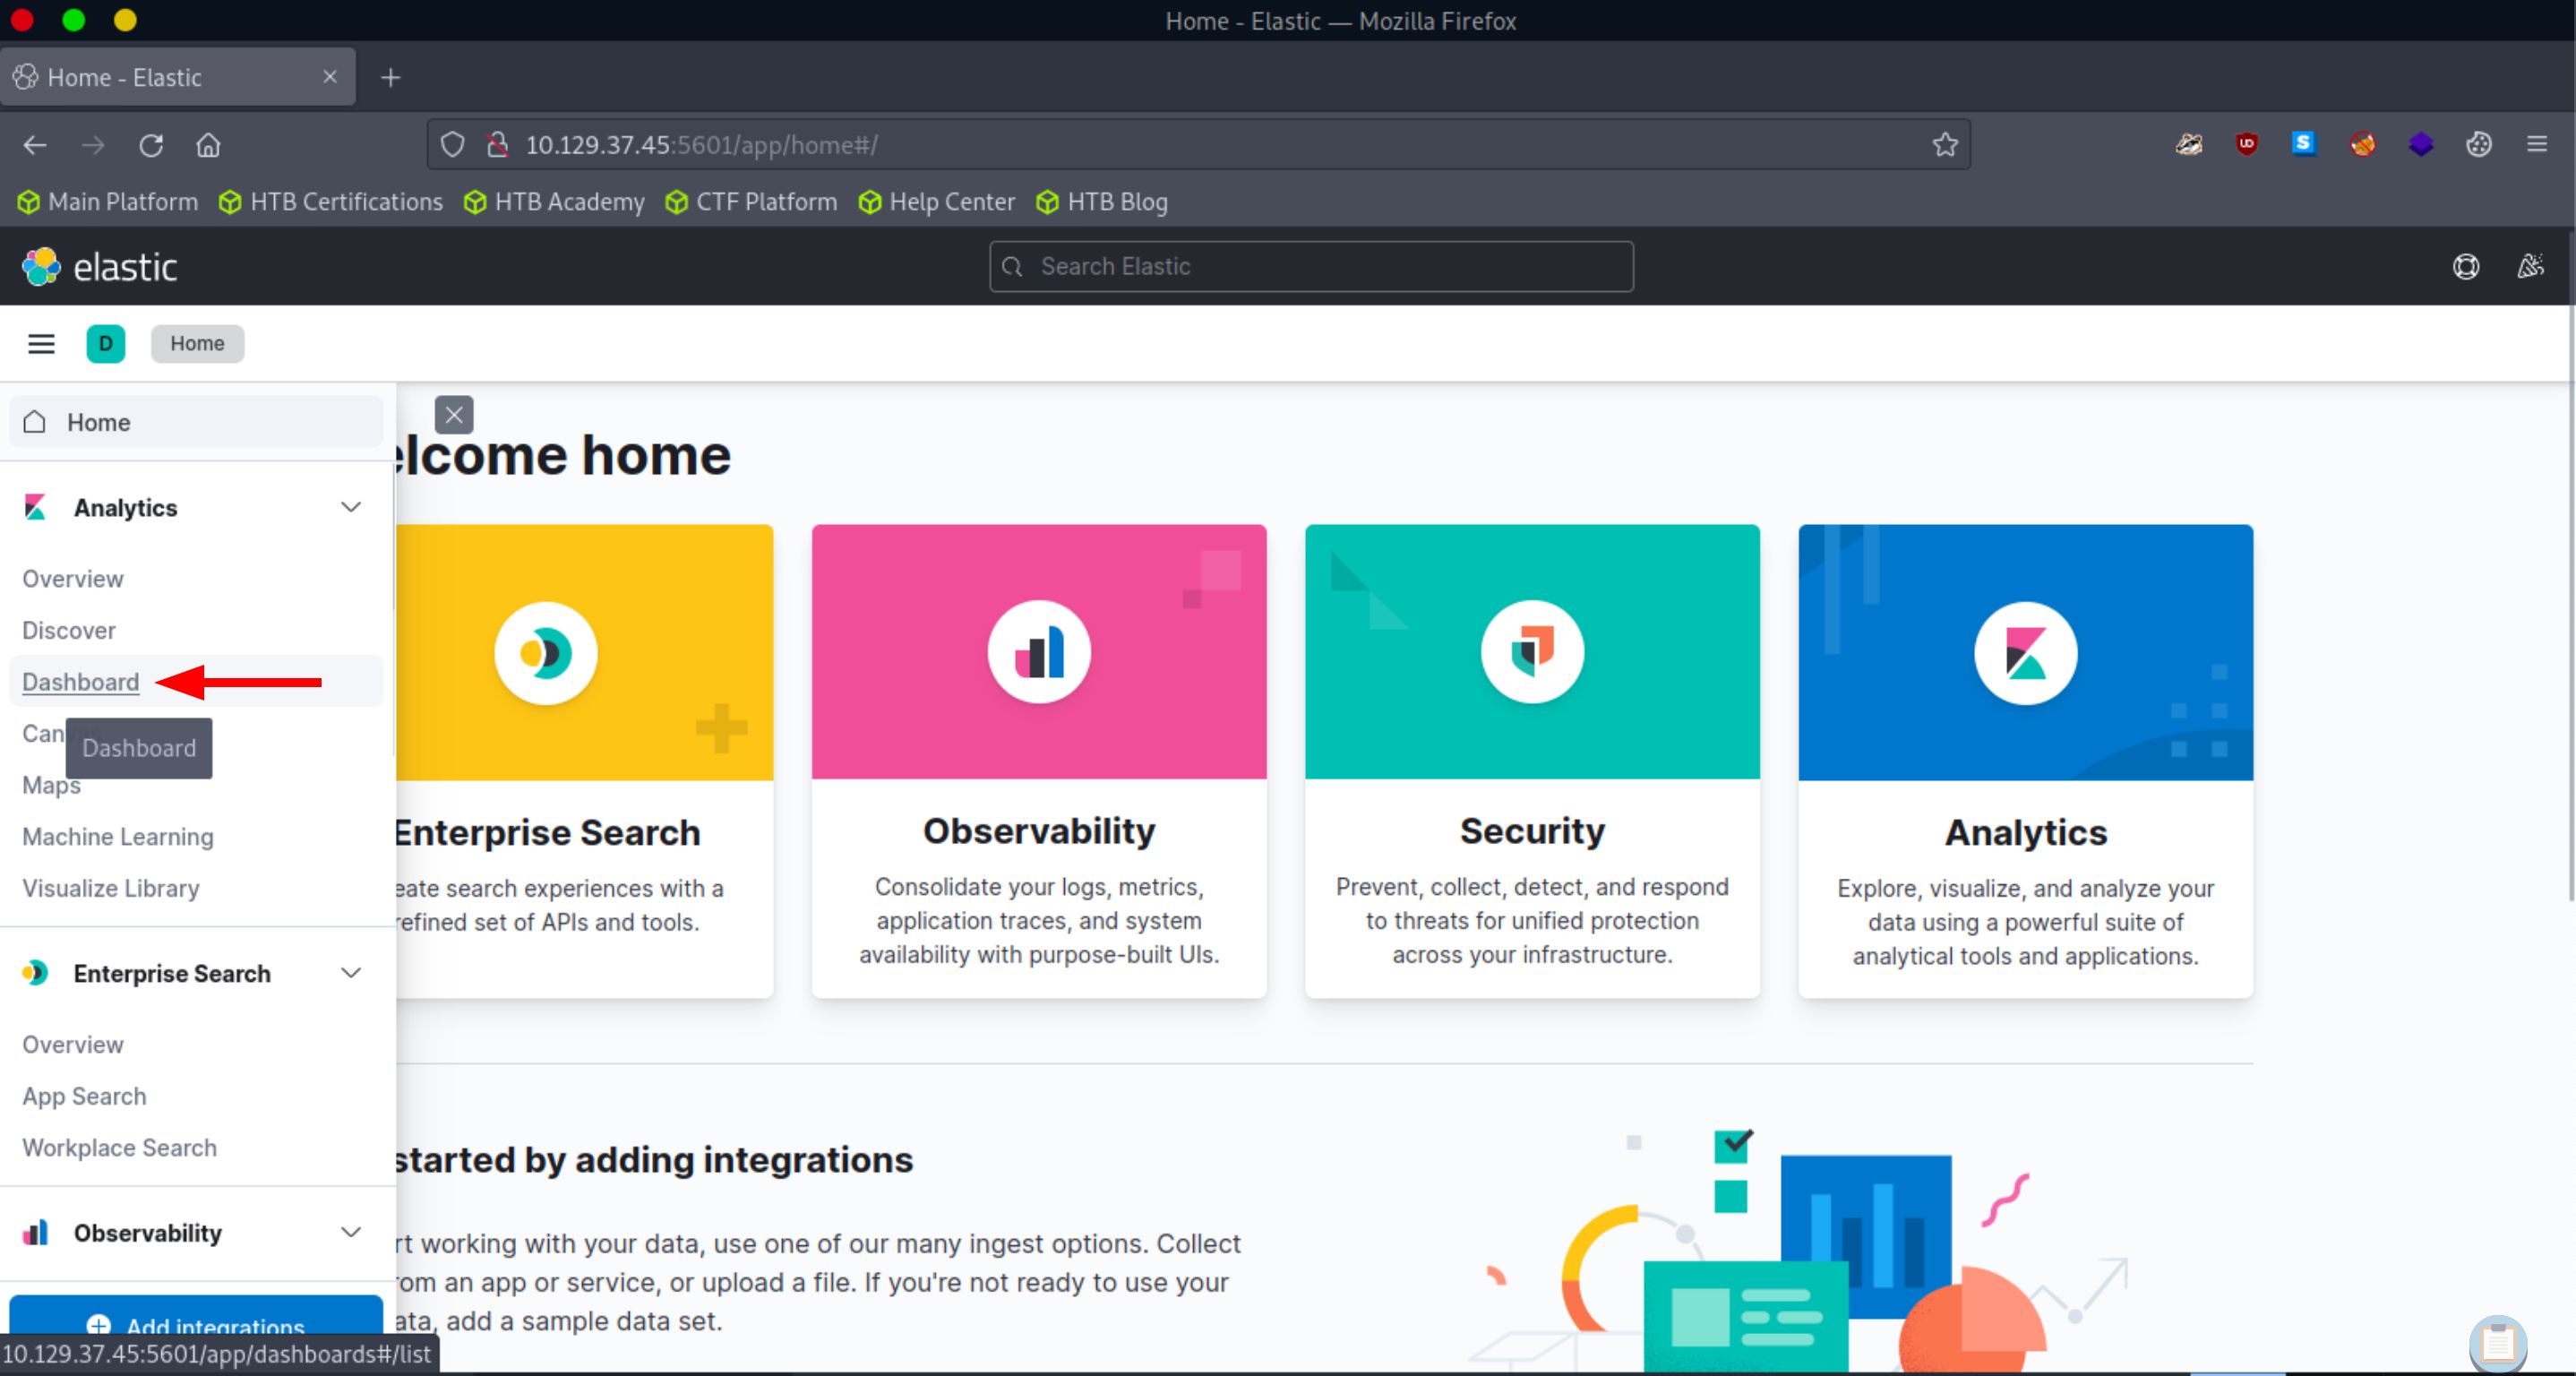 Home - Elastic — Mozilla Firefox
Home - Elastic
10.129.37.45:5601/app/home#/
Main Platform HTB Certifications HTB Academy CTF Platform Help Center HTB Blog
elastic
Search Elastic
D Home
Home
elcome home
Analytics
Overview
Discover
Dashboard
Dashboard
Maps
Machine Learning
Visualize Library
Enterprise Search
Overview
App Search
Workplace Search
Observability
Add integrations
10.129.37.45:5601/app/dashboards#/list
Enterprise Search
eate search experiences with a
refined set of APIs and tools.
Observability
Consolidate your logs, metrics,
application traces, and system
availability with purpose-built UIs.
Security
Prevent, collect, detect, and respond
to threats for unified protection
across your infrastructure.
Analytics
Explore, visualize, and analyze your
data using a powerful suite of
analytical tools and applications.
started by adding integrations
rt working with your data, use one of our many ingest options. Collect
om an app or service, or upload a file. If you're not ready to use your
ata, add a sample data set.